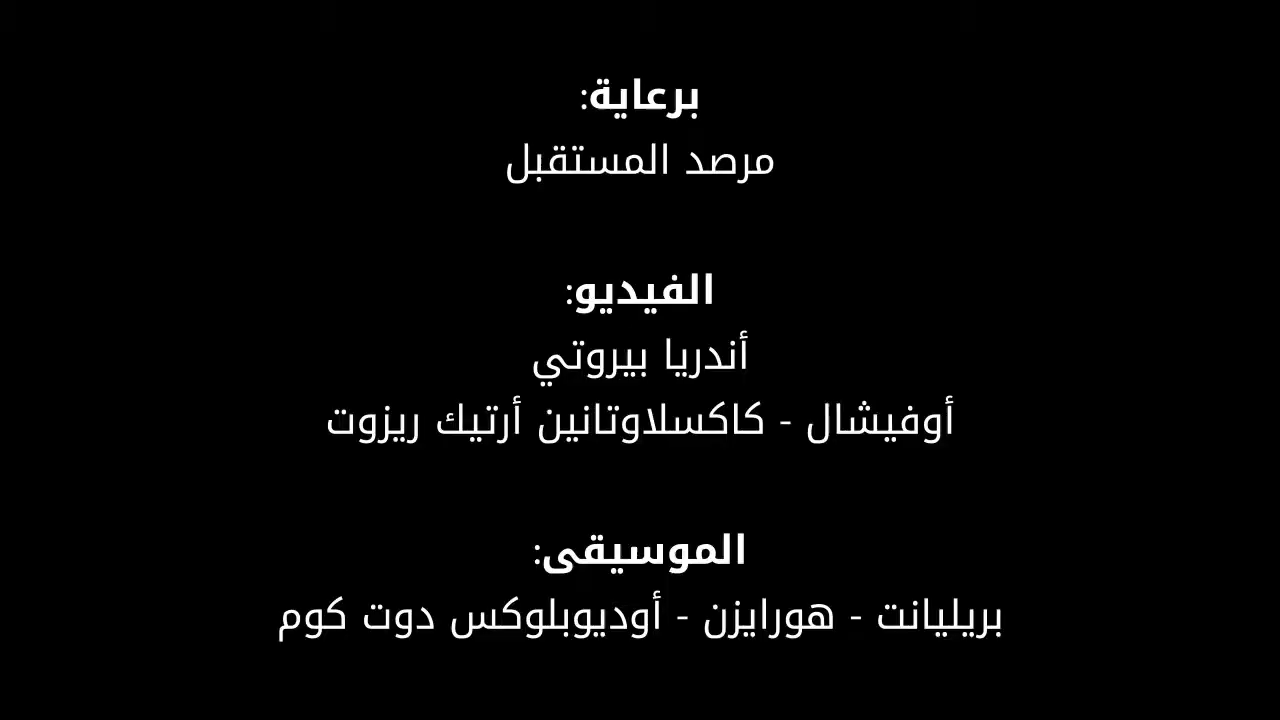 برعاية:
مرصد المستقبل
الفيديو:
أندريا بيروتي
أوفيشال - كاكسلاوتانين أرتيك ريزوت
الموسيقى:
بريليانت - هورايزن - أوديوبلوكس دوت كوم